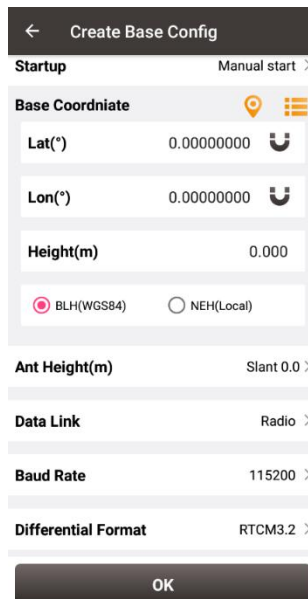 Create Base Config
Startup Manual start
Base Coordniate
Lat(°) 0.00000000
Lon(°) 0.00000000
Height(m) 0.000
BLH(WGS84) NEH(Local)
Ant Height(m) Slant 0.0
Data Link Radio
Baud Rate 115200
Differential Format RTCM3.2
OK